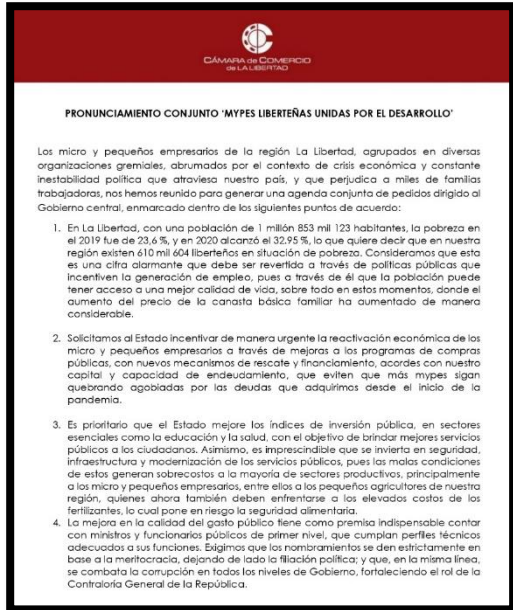 CÁMARA DE COMERCIO
DE LA LIBERTAD
PRONUNCIAMIENTO CONJUNTO ‘MYPES LIBERTEÑAS UNIDAS POR EL DESARROLLO’
Los micro y pequeños empresarios de la región La Libertad, agrupados en diversas
organizaciones gremiales, abrumados por el contexto de crisis económica y constante
inestabilidad política que atraviesa nuestro país, y que perjudica a miles de familias
trabajadoras, nos hemos reunido para generar una agenda conjunta de pedidos dirigido al
Gobierno central, enmarcado dentro de los siguientes puntos de acuerdo:
1. En La Libertad, con una población de 1 millón 853 mil 123 habitantes, la pobreza en
el 2019 fue de 23,6 %, y en 2020 alcanzó el 32.95 %, lo que quiere decir que en nuestra
región existen 610 mil 604 liberteños en situación de pobreza. Consideramos que esta
es una cifra alarmante que debe ser revertida a través de políticas públicas que
incentiven la generación de empleo, pues a través de él que la población puede
tener acceso a una mejor calidad de vida, sobre todo en estos momentos, donde el
aumento del precio de la canasta básica familiar ha aumentado de manera
considerable.
2. Solicitamos al Estado incentivar de manera urgente la reactivación económica de los
micro y pequeños empresarios a través de mejoras a los programas de compras
públicas, con nuevos mecanismos de rescate y financiamiento, acordes con nuestro
capital y capacidad de endeudamiento, que eviten que más mypes sigan
quebrando agobiadas por las deudas que adquirimos desde el inicio de la
pandemia.
3. Es prioritario que el Estado mejore los índices de inversión pública, en sectores
esenciales como la educación y la salud, con el objetivo de brindar mejores servicios
públicos a los ciudadanos. Asimismo, es imprescindible que se invierta en seguridad,
infraestructura y modernización de los servicios públicos, pues las malas condiciones
de estos generan sobrecostos a la mayoría de sectores productivos, principalmente
a los micro y pequeños empresarios, entre ellos a los pequeños agricultores de nuestra
región, quienes ahora también deben enfrentarse a los elevados costos de los
fertilizantes, lo cual pone en riesgo la seguridad alimentaria.
4. La mejora en la calidad del gasto público tiene como premisa indispensable contar
con ministros y funcionarios públicos de primer nivel, que cumplan perfiles técnicos
adecuados a sus funciones. Exigimos que los nombramientos se den estrictamente en
base a la meritocracia, dejando de lado la filiación política; y que, en la misma línea,
se combata la corrupción en todos los niveles de Gobierno, fortaleciendo el rol de la
Contraloría General de la República.